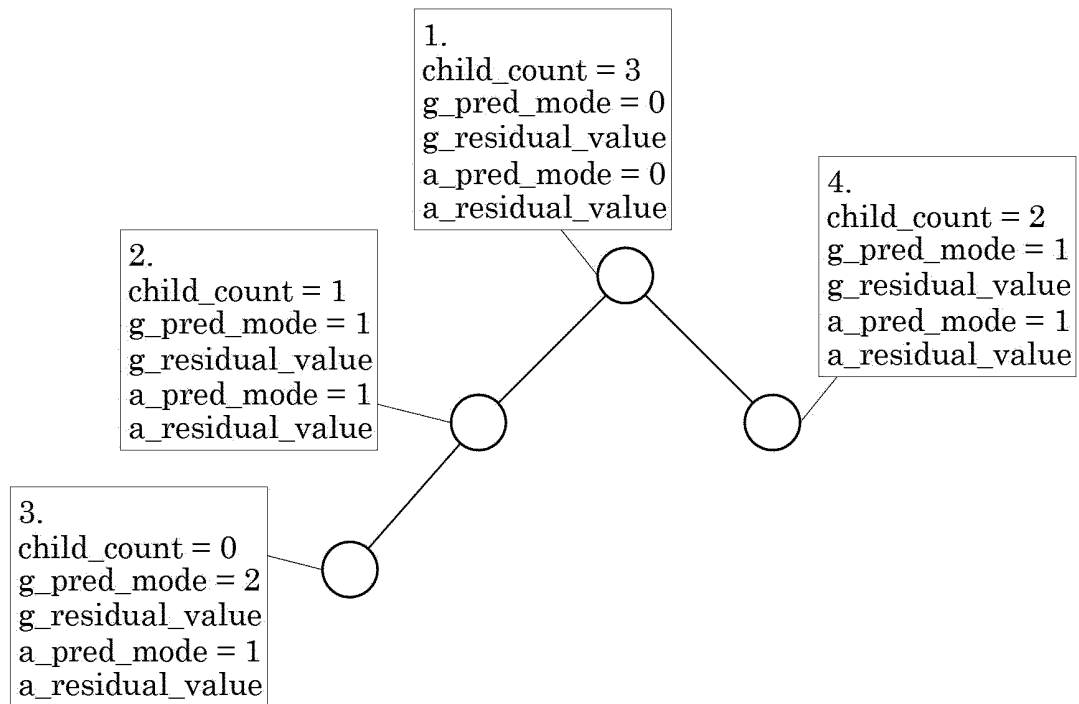 1.
child_count = 3
g_pred_mode = 0
g_residual_value
a_pred_mode = 0
a_residual_value
2.
child_count = 1
g_pred_mode = 1
g_residual_value
a_pred_mode = 1
a_residual_value
3.
child_count = 0
g_pred_mode = 2
g_residual_value
a_pred_mode = 1
a_residual_value
4.
child_count = 2
g_pred_mode = 1
g_residual_value
a_pred_mode = 1
a_residual_value